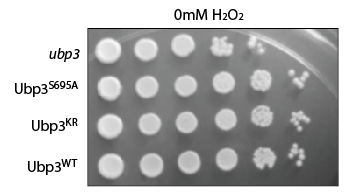 0mM H₂O₂
ubp3
Ubp3ˢ⁶⁹⁵ᴬ
Ubp3ᴷᴿ
Ubp3ᵂᵀ